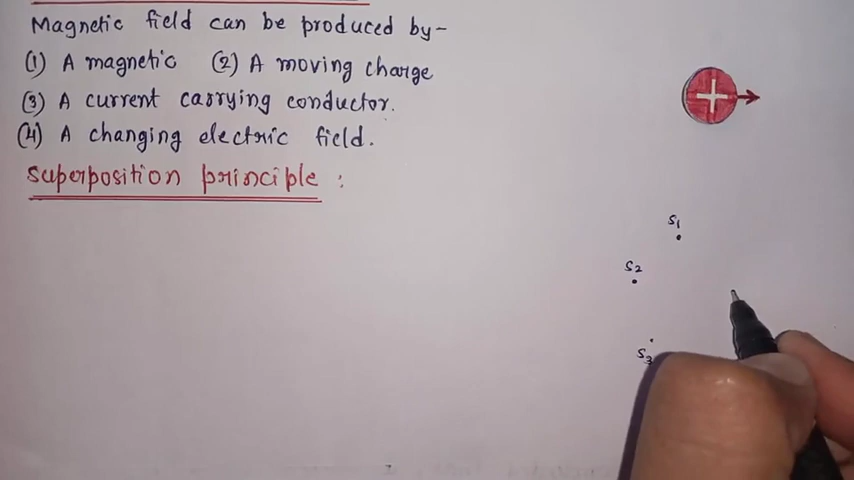 Magnetic field can be produced by-
(1) A magnetic (2) A moving charge
(3) A current carrying conductor.
(4) A changing electric field.
Superposition principle :
+
S1
S2
S3